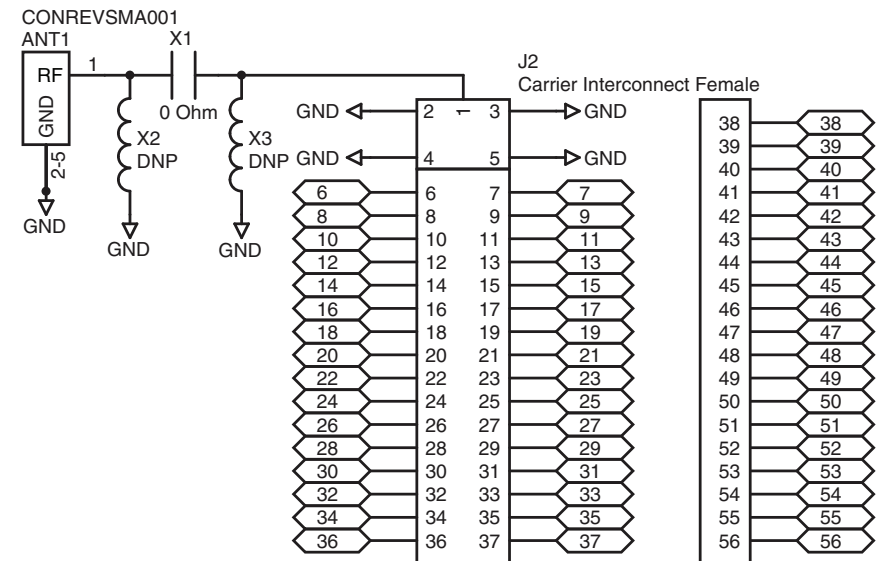 CONREVSMA001
ANT1
X1
RF
1
GND
2-5
GND
0 Ohm
X2
DNP
GND
X3
DNP
GND
J2
Carrier Interconnect Female
1
GND 2 3 GND
GND 4 5 GND
6 6 7 7
8 8 9 9
10 10 11 11
12 12 13 13
14 14 15 15
16 16 17 17
18 18 19 19
20 20 21 21
22 22 23 23
24 24 25 25
26 26 27 27
28 28 29 29
30 30 31 31
32 32 33 33
34 34 35 35
36 36 37 37
38 38
39 39
40 40
41 41
42 42
43 43
44 44
45 45
46 46
47 47
48 48
49 49
50 50
51 51
52 52
53 53
54 54
55 55
56 56